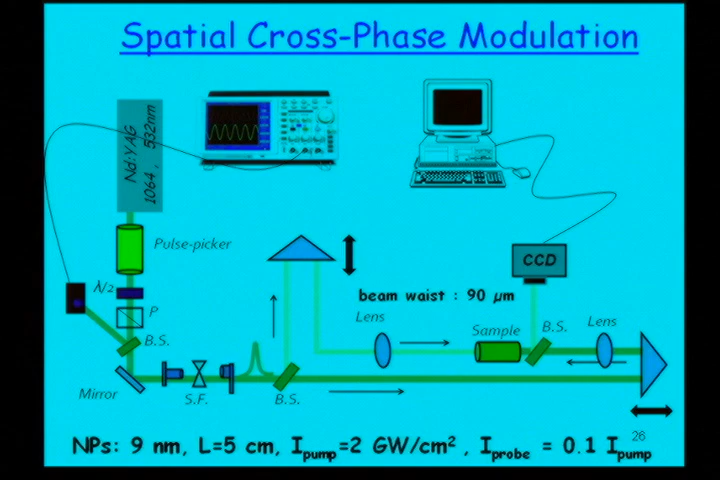 Spatial Cross-Phase Modulation
Nd:YAG
1064, 532nm
Pulse-picker
λ/2
P
B.S.
Mirror
S.F.
B.S.
beam waist : 90 µm
Lens
Sample
CCD
B.S.
Lens
26
NPs: 9 nm, L=5 cm, Ipump=2 GW/cm², Iprobe = 0.1 Ipump